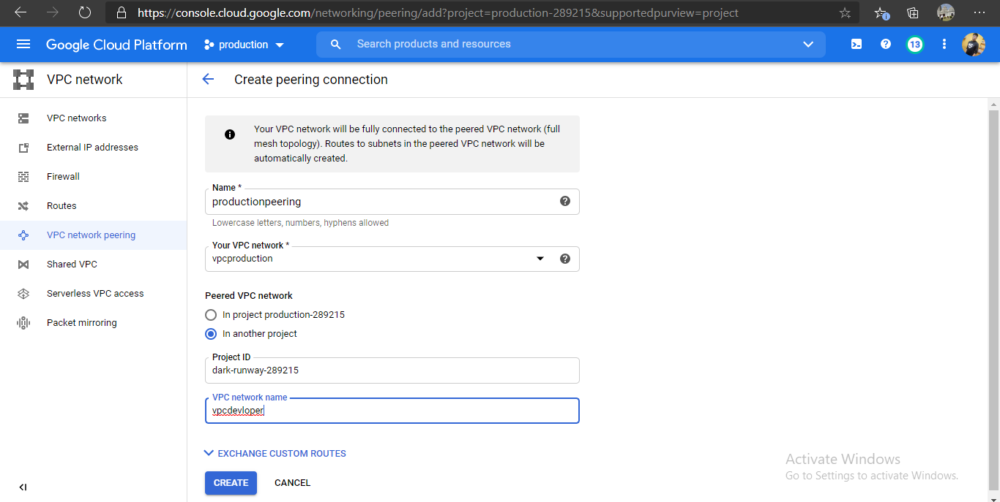 https://console.cloud.google.com/networking/peering/add?project=production-289215&supportedpurview=project
Google Cloud Platform
production
Search products and resources
13
VPC network
Create peering connection
VPC networks
External IP addresses
Firewall
Routes
VPC network peering
Shared VPC
Serverless VPC access
Packet mirroring
Your VPC network will be fully connected to the peered VPC network (full
mesh topology). Routes to subnets in the peered VPC network will be
automatically created.
Name *
productionpeering
Lowercase letters, numbers, hyphens allowed
Your VPC network *
vpcproduction
Peered VPC network
In project production-289215
In another project
Project ID
dark-runway-289215
VPC network name
vpcdevloper
EXCHANGE CUSTOM ROUTES
CREATE
CANCEL
Activate Windows
Go to Settings to activate Windows.